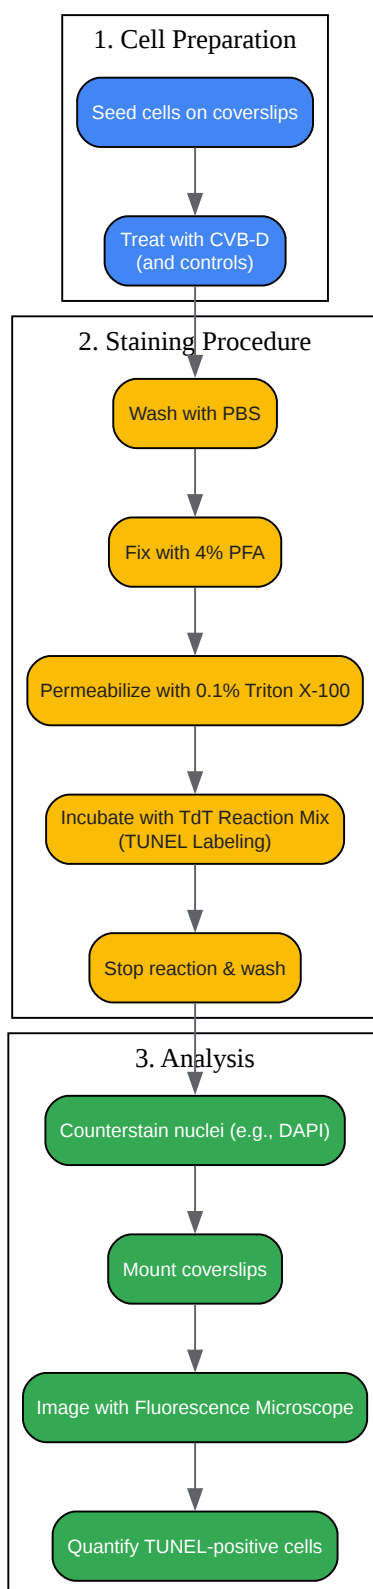 1. Cell Preparation
Seed cells on coverslips
Treat with CVB-D
(and controls)
2. Staining Procedure
Wash with PBS
Fix with 4% PFA
Permeabilize with 0.1% Triton X-100
Incubate with TdT Reaction Mix
(TUNEL Labeling)
Stop reaction & wash
3. Analysis
Counterstain nuclei (e.g., DAPI)
Mount coverslips
Image with Fluorescence Microscope
Quantify TUNEL-positive cells